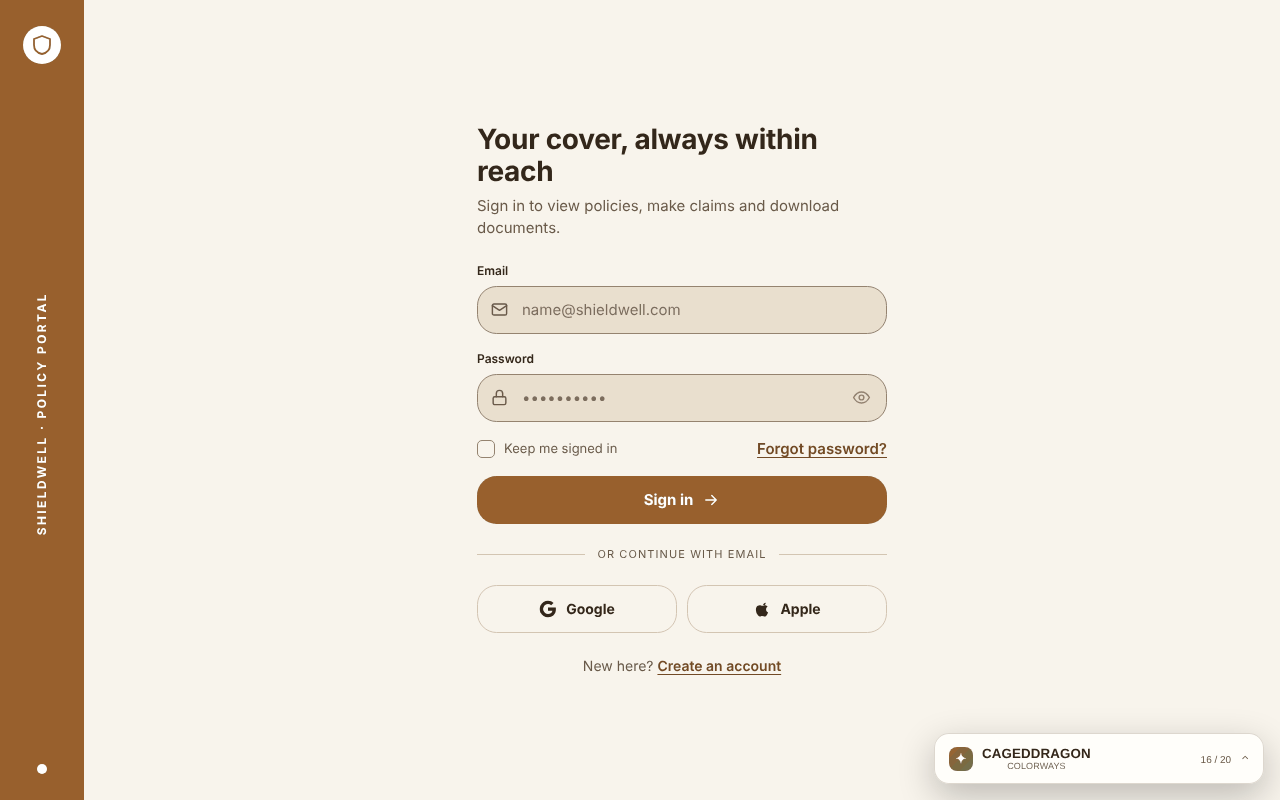 SHIELDWELL · POLICY PORTAL
Your cover, always within
reach
Sign in to view policies, make claims and download
documents.
Email
name@shieldwell.com
Password
••••••••••
Keep me signed in
Forgot password?
Sign in →
OR CONTINUE WITH EMAIL
Google
Apple
New here? Create an account
CAGEDDRAGON
COLORWAYS
16 / 20